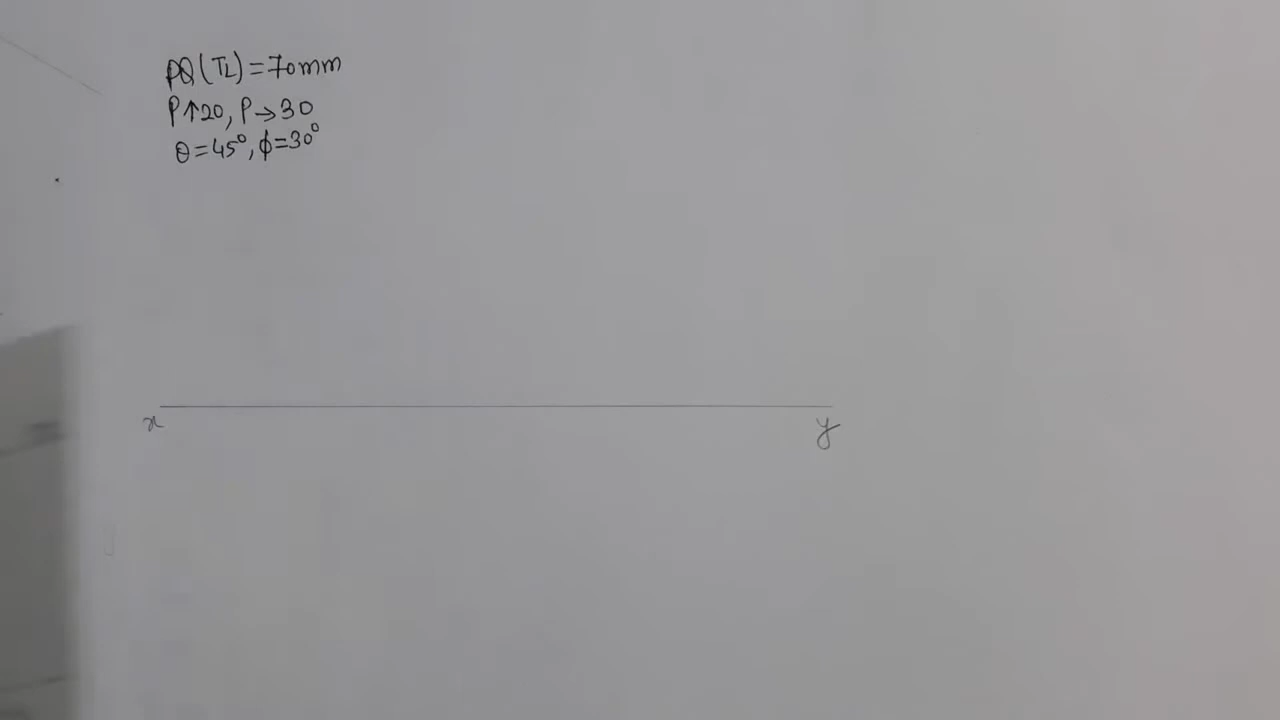 PQ(TL)=70mm
P↑20, P→30
θ=45°, ϕ=30°
x y